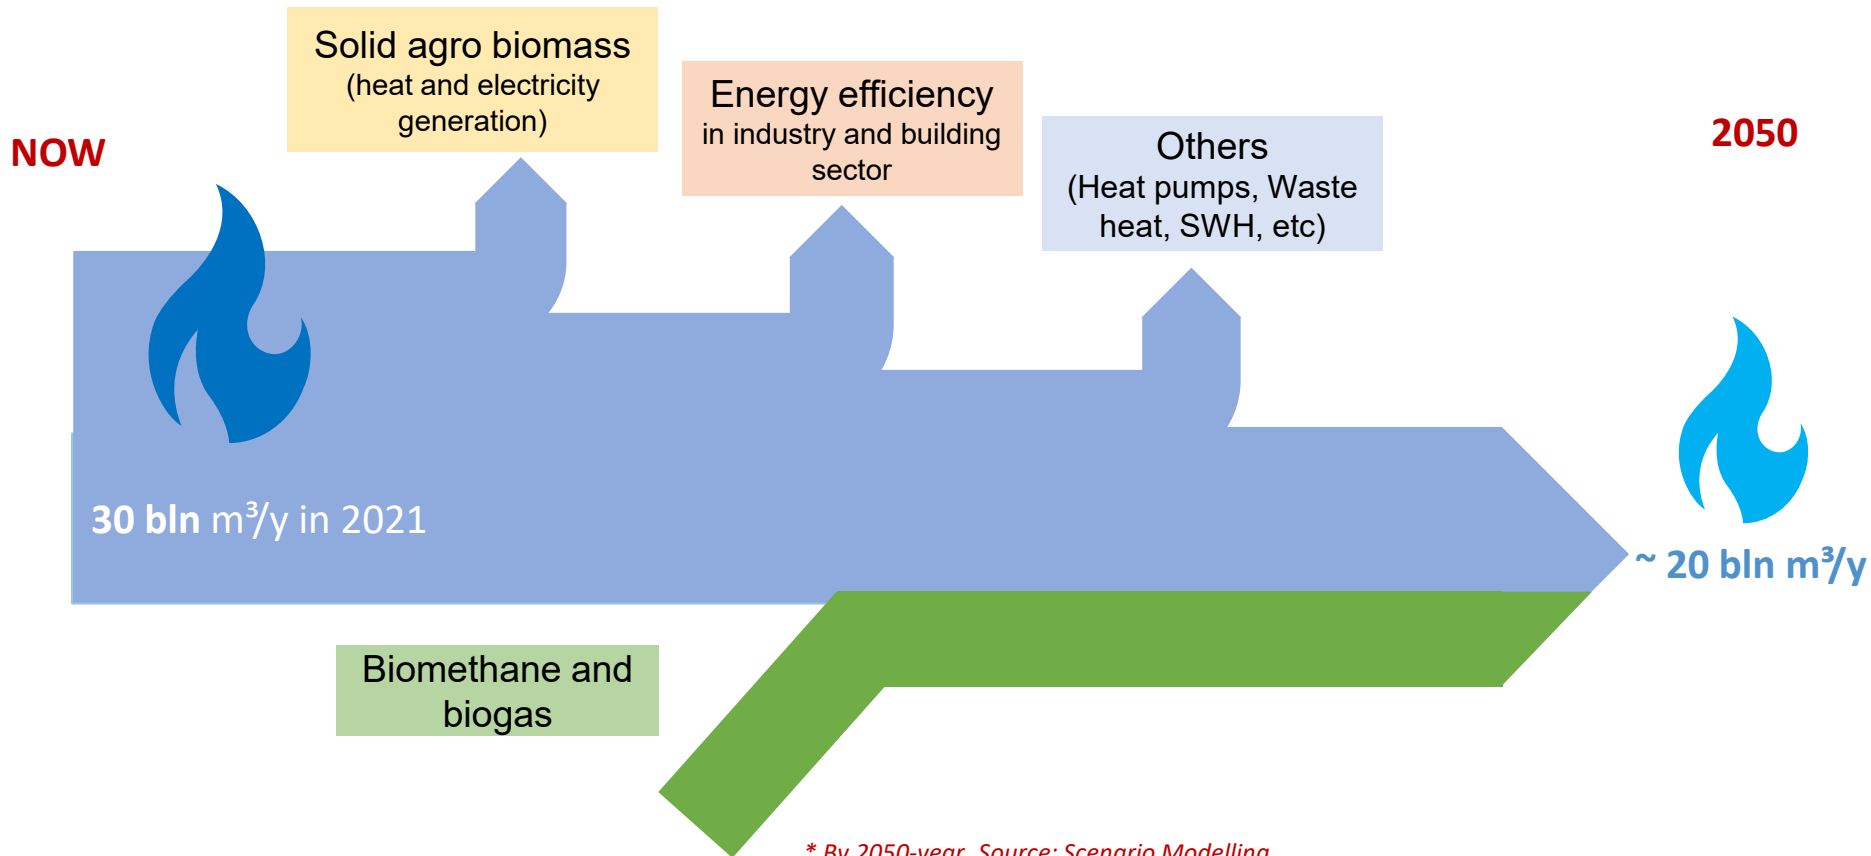 Solid agro biomass
(heat and electricity
generation)
Energy efficiency
in industry and building
sector
Others
(Heat pumps, Waste
heat, SWH, etc)
NOW
2050
30 bln m³/y in 2021
~ 20 bln m³/y
Biomethane and
biogas
* By 2050-year. Source: Scenario Modelling